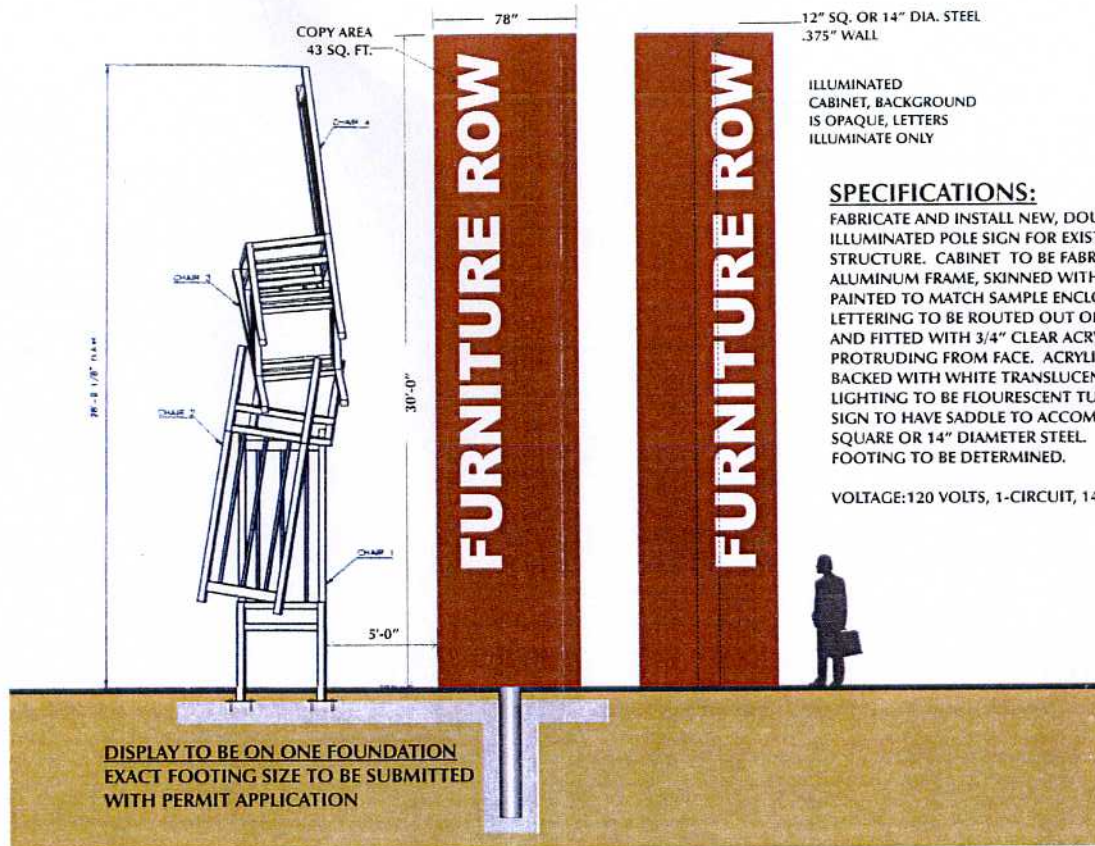 78"
COPY AREA
43 SQ. FT.
12" SQ. OR 14" DIA. STEEL
.375" WALL
ILLUMINATED
CABINET, BACKGROUND
IS OPAQUE, LETTERS
ILLUMINATE ONLY
CHAIR 4
CHAIR 3
CHAIR 2
CHAIR 1
30'-0"
5'-0"
FURNITURE ROW
FURNITURE ROW
SPECIFICATIONS:
FABRICATE AND INSTALL NEW, DOU
ILLUMINATED POLE SIGN FOR EXIST
STRUCTURE. CABINET TO BE FABR
ALUMINUM FRAME, SKINNED WITH
PAINTED TO MATCH SAMPLE ENCLO
LETTERING TO BE ROUTED OUT OF
AND FITTED WITH 3/4" CLEAR ACRY
PROTRUDING FROM FACE. ACRYLI
BACKED WITH WHITE TRANSLUCEN
LIGHTING TO BE FLOURESCENT TU
SIGN TO HAVE SADDLE TO ACCOM
SQUARE OR 14" DIAMETER STEEL.
FOOTING TO BE DETERMINED.
VOLTAGE:120 VOLTS, 1-CIRCUIT, 14
DISPLAY TO BE ON ONE FOUNDATION
EXACT FOOTING SIZE TO BE SUBMITTED
WITH PERMIT APPLICATION